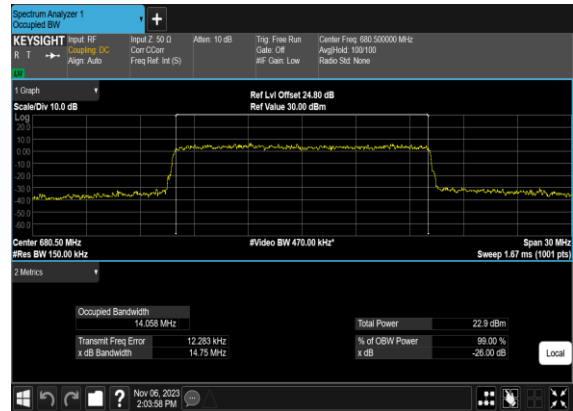 Spectrum Analyzer 1
Occupied BW
+
KEYSIGHT Input: RF Input Z: 50 Ω Atten: 10 dB Trig: Free Run Center Freq: 680.500000 MHz
R T Coupling: DC Corr CCorr Gate: Off Avg|Hold: 100/100
Align: Auto Freq Ref: Int (S) #IF Gain: Low Radio Std: None
LVI
1 Graph
Ref Lvl Offset 24.80 dB
Scale/Div 10.0 dB Ref Value 30.00 dBm
Log
20.0
10.0
0.00
-10.0
-20.0
-30.0
-40.0
-50.0
-60.0
Center 680.50 MHz #Video BW 470.00 kHz* Span 30 MHz
#Res BW 150.00 kHz Sweep 1.67 ms (1001 pts)
2 Metrics
Occupied Bandwidth
14.058 MHz Total Power 22.9 dBm
Transmit Freq Error 12.283 kHz % of OBW Power 99.00 %
x dB Bandwidth 14.75 MHz x dB -26.00 dB
Local
? Nov 06, 2023
2:03:58 PM